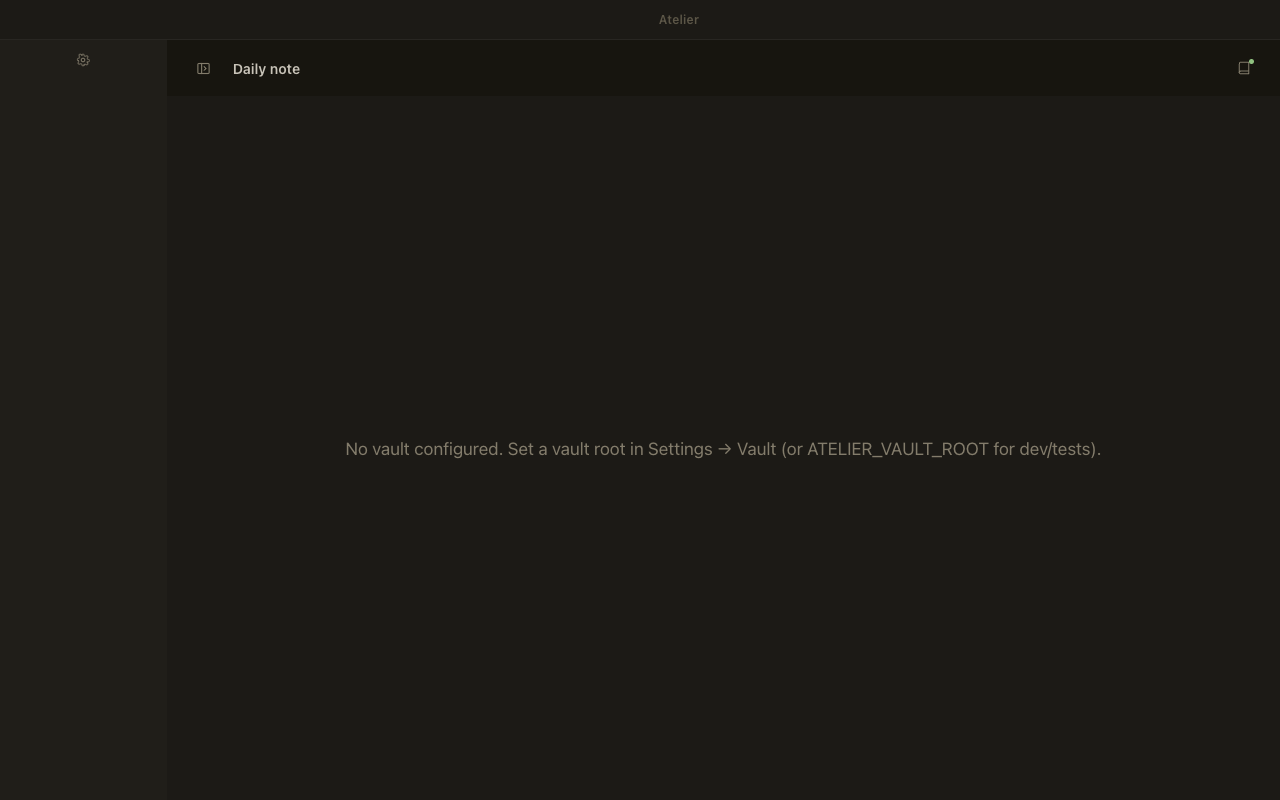 Atelier
Daily note
No vault configured. Set a vault root in Settings → Vault (or ATELIER_VAULT_ROOT for dev/tests).